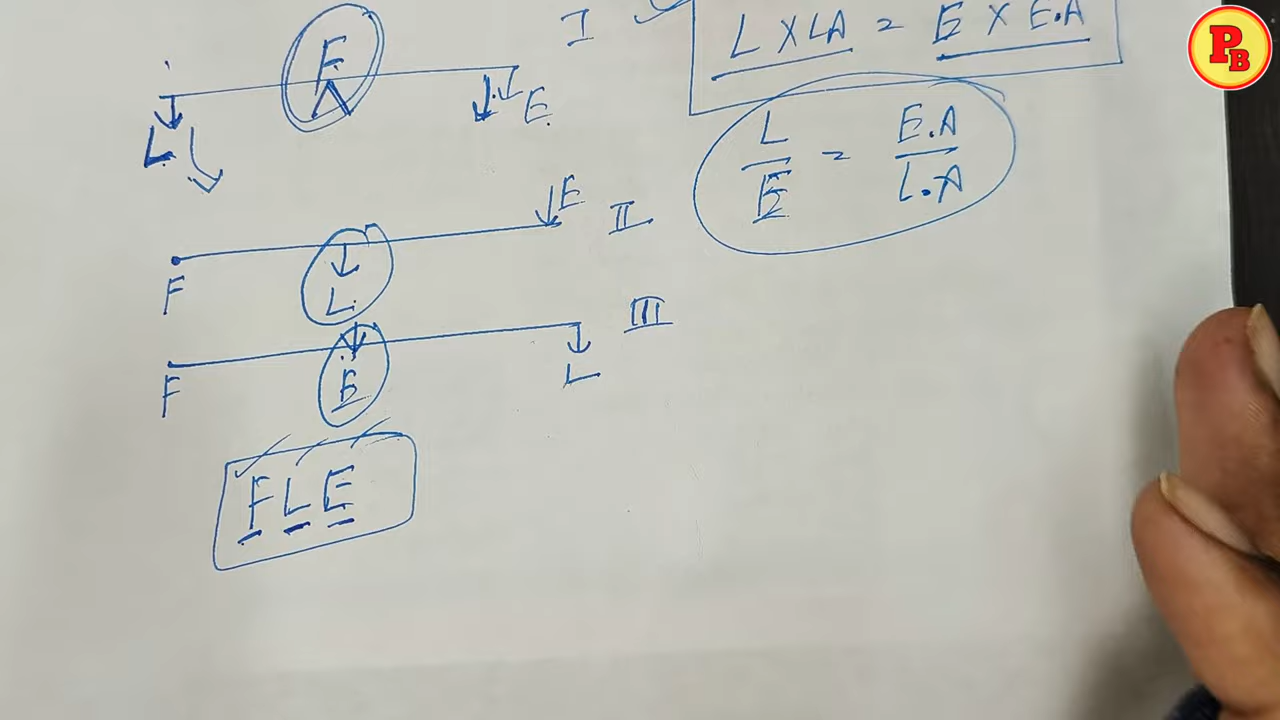 I
L × LA = E × E.A
F
L.
E.
L/E = E.A/L.A
E
II
F
L.
III
F
E
L
FLE
PB